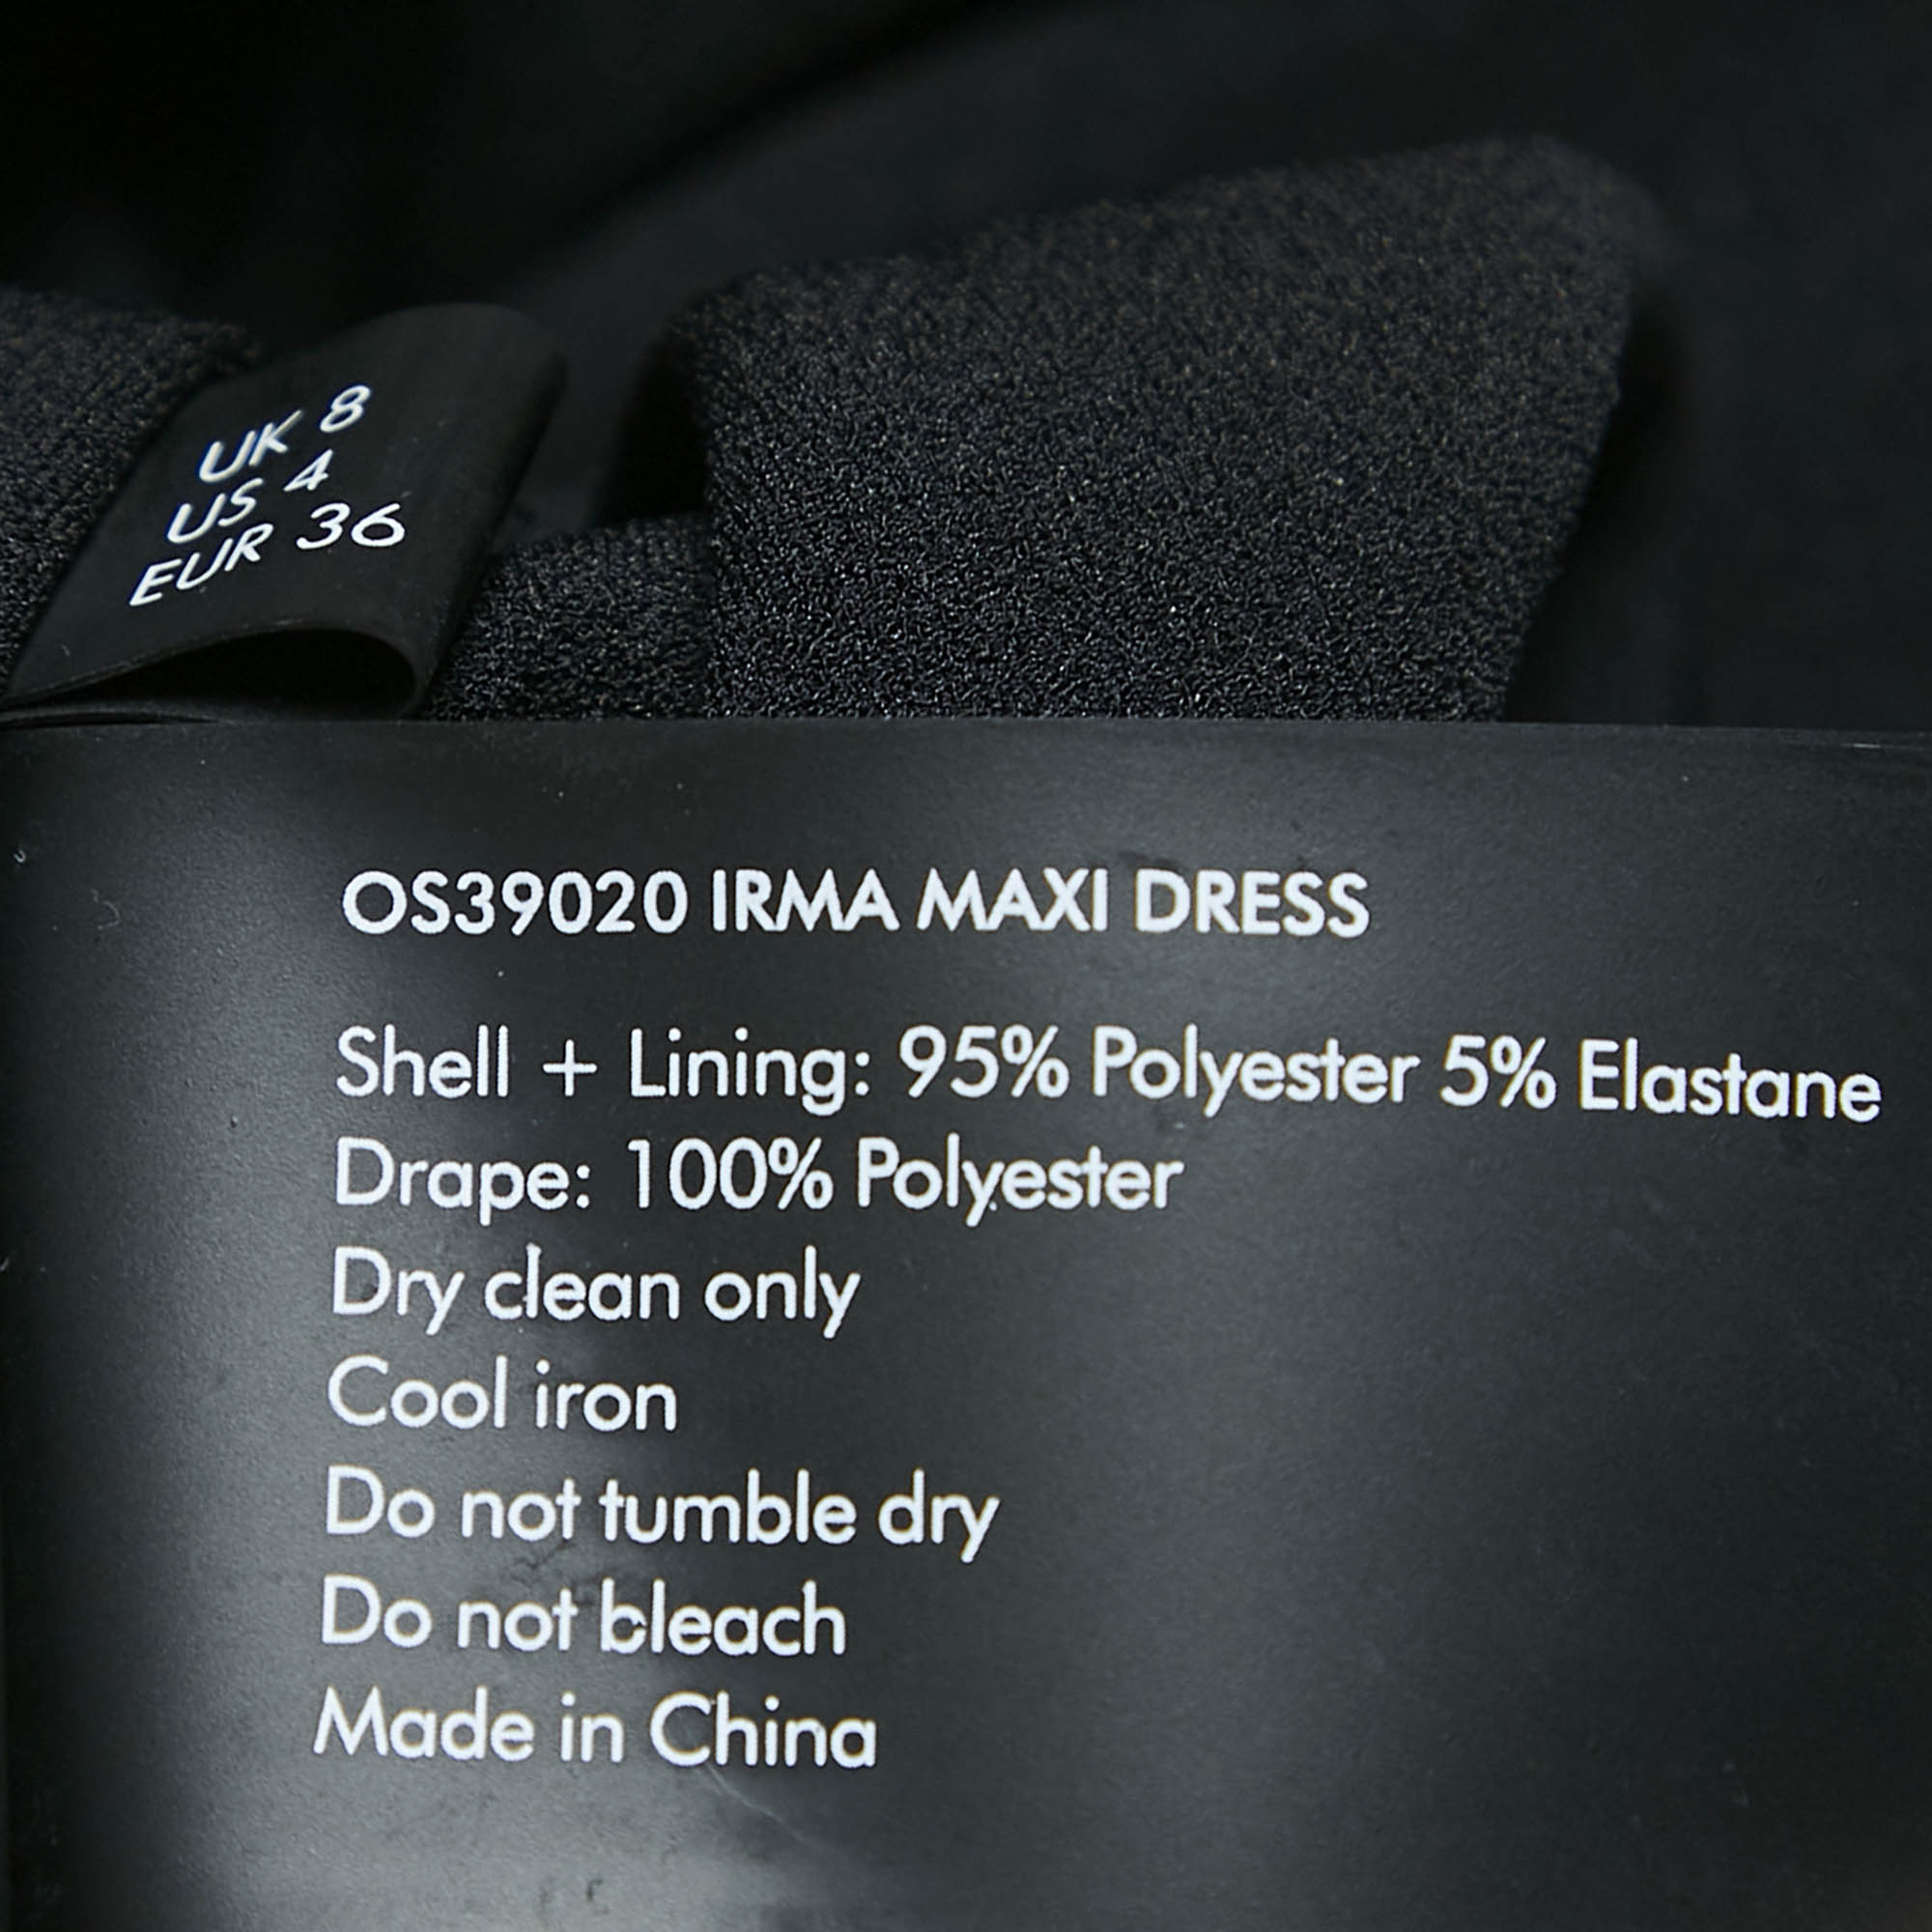 UK 8
US 4
EUR 36
OS39020 IRMA MAXI DRESS
Shell + Lining: 95% Polyester 5% Elastane
Drape: 100% Polyester
Dry clean only
Cool iron
Do not tumble dry
Do not bleach
Made in China